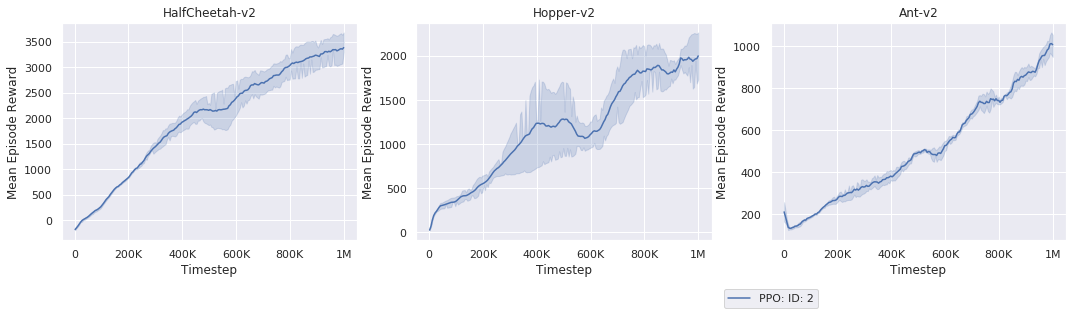 HalfCheetah-v2
Mean Episode Reward
3500
3000
2500
2000
1500
1000
500
0
0 200K 400K 600K 800K 1M
Timestep
Hopper-v2
Mean Episode Reward
2000
1500
1000
500
0
0 200K 400K 600K 800K 1M
Timestep
Ant-v2
Mean Episode Reward
1000
800
600
400
200
0 200K 400K 600K 800K 1M
Timestep
PPO: ID: 2